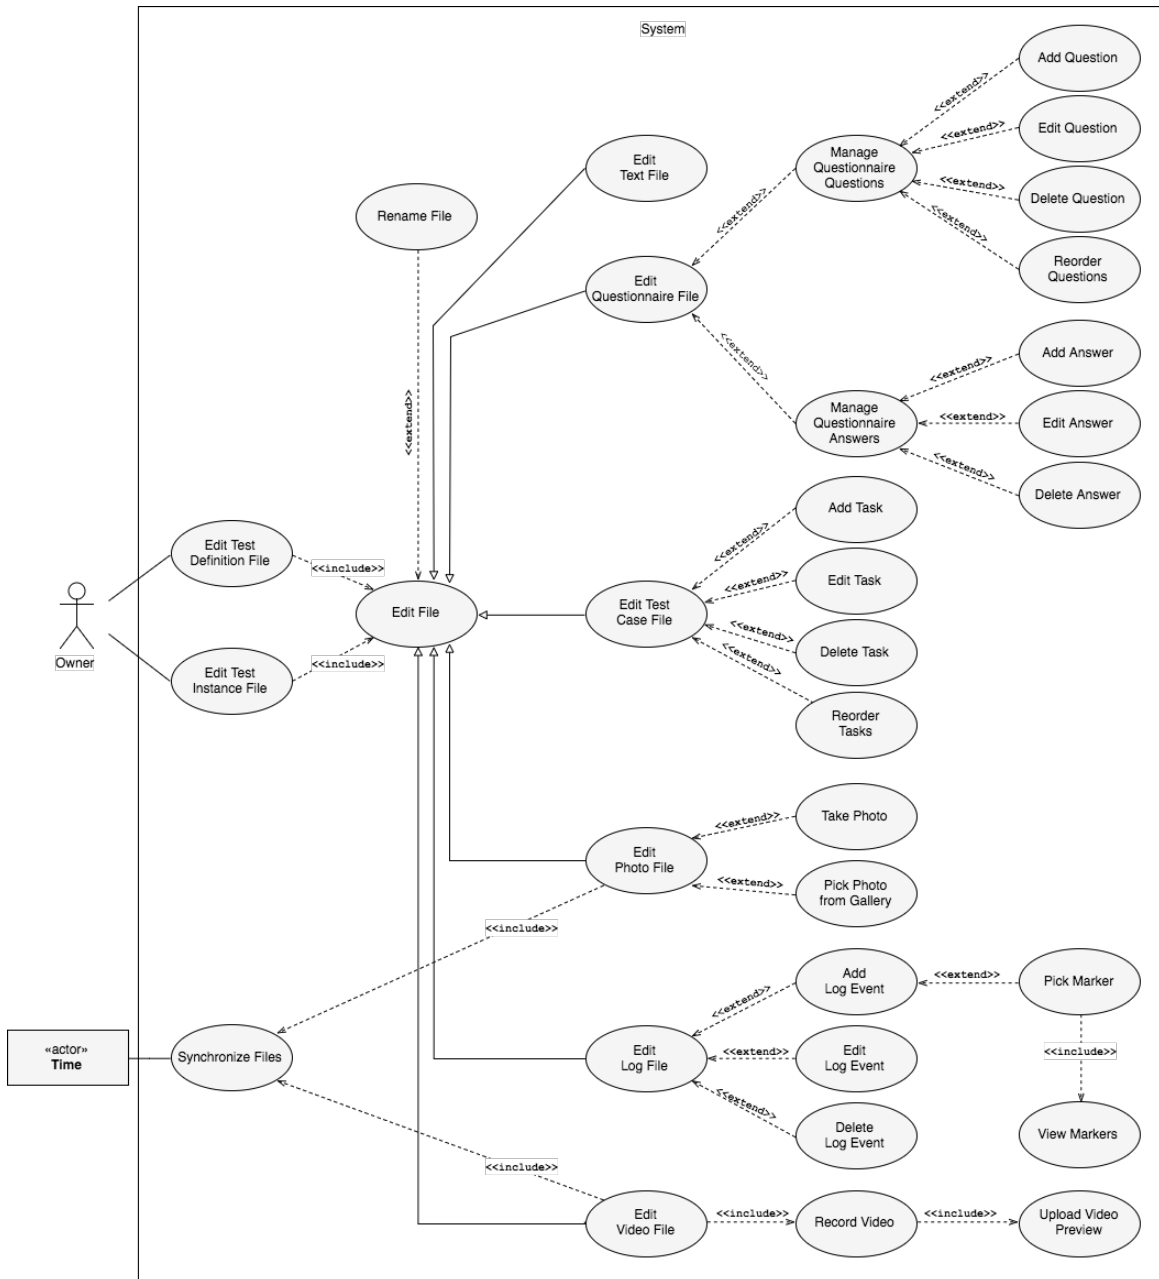 System
Add Question
<<extend>>
Edit Question
<<extend>>
Manage
Questionnaire
Questions
Edit
Text File
<<extend>>
Delete Question
Rename File
<<extend>>
<<extend>>
Reorder
Questions
Edit
Questionnaire File
<<extend>>
Add Answer
<<extend>>
<<extend>>
Manage
Questionnaire
Answers
<<extend>>
Edit Answer
<<extend>>
<<extend>>
Delete Answer
Add Task
<<extend>>
Edit Test
Definition File
<<include>>
<<extend>>
Edit Task
Edit File
Edit Test
Case File
<<extend>>
Delete Task
<<extend>>
Owner
<<include>>
Edit Test
Instance File
Reorder
Tasks
Take Photo
<<extend>>
Edit
Photo File
<<extend>>
Pick Photo
from Gallery
<<include>>
Add
Log Event
<<extend>>
Pick Marker
<<extend>>
«actor»
Time
Synchronize Files
Edit
Log File
<<extend>>
Edit
Log Event
<<include>>
<<extend>>
Delete
Log Event
View Markers
<<include>>
Edit
Video File
<<include>>
Record Video
<<include>>
Upload Video
Preview